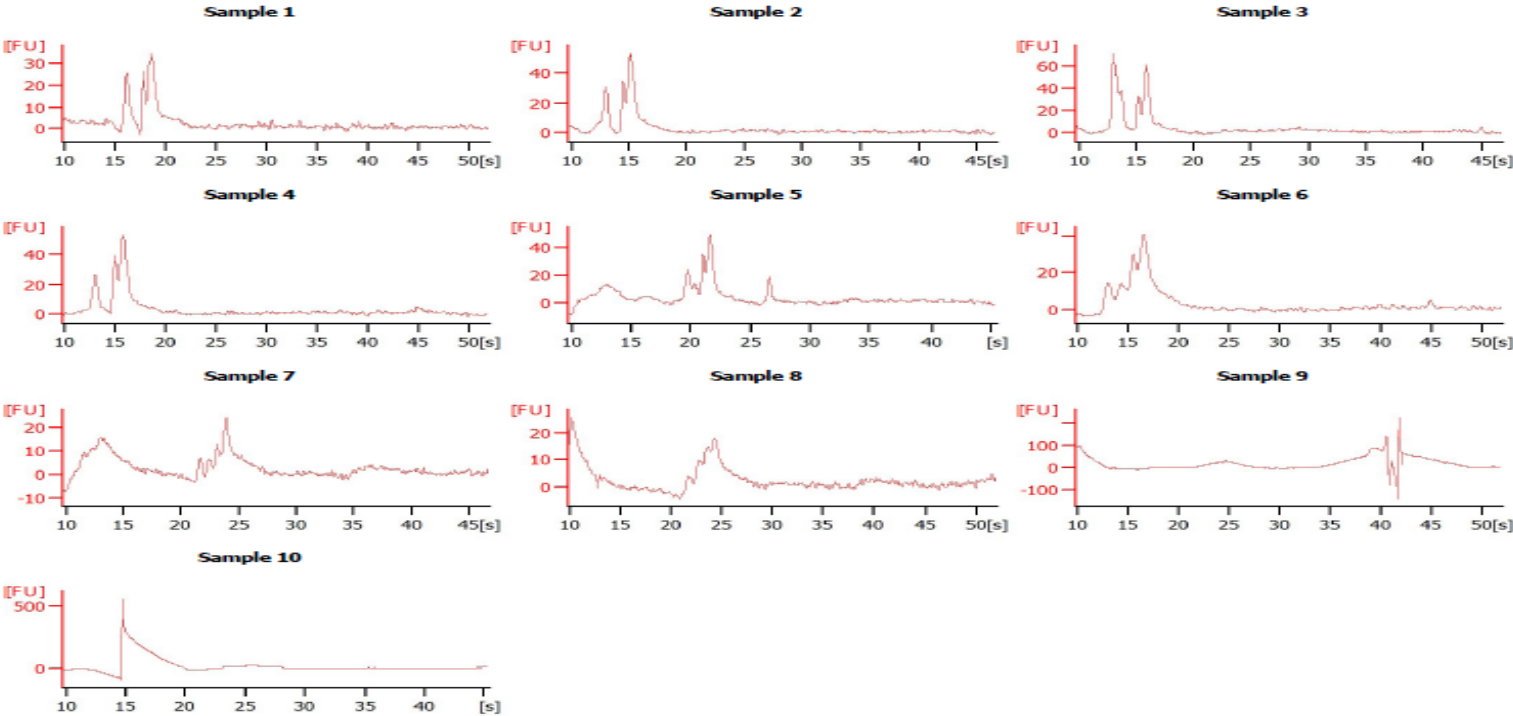 Sample 1
[FU]
30
20
10
0
10 15 20 25 30 35 40 45 50[s]
Sample 2
[FU]
40
20
0
10 15 20 25 30 35 40 45[s]
Sample 3
[FU]
60
40
20
0
10 15 20 25 30 35 40 45[s]
Sample 4
[FU]
40
20
0
10 15 20 25 30 35 40 45 50[s]
Sample 5
[FU]
40
20
0
10 15 20 25 30 35 40 [s]
Sample 6
[FU]
20
0
10 15 20 25 30 35 40 45 50[s]
Sample 7
[FU]
20
10
0
-10
10 15 20 25 30 35 40 45[s]
Sample 8
[FU]
20
10
0
10 15 20 25 30 35 40 45 50[s]
Sample 9
[FU]
100
0
-100
10 15 20 25 30 35 40 45 50[s]
Sample 10
[FU]
500
0
10 15 20 25 30 35 40 [s]